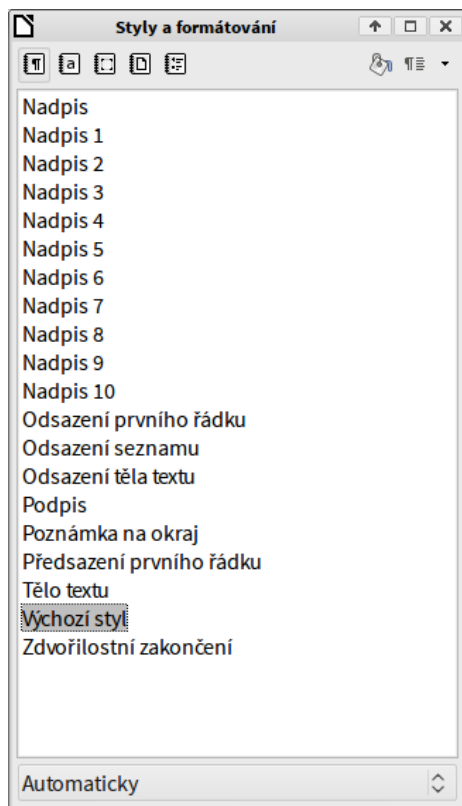 Styly a formátování
Nadpis
Nadpis 1
Nadpis 2
Nadpis 3
Nadpis 4
Nadpis 5
Nadpis 6
Nadpis 7
Nadpis 8
Nadpis 9
Nadpis 10
Odsazení prvního řádku
Odsazení seznamu
Odsazení těla textu
Podpis
Poznámka na okraj
Předsazení prvního řádku
Tělo textu
Výchozí styl
Zdvořilostní zakončení
Automaticky